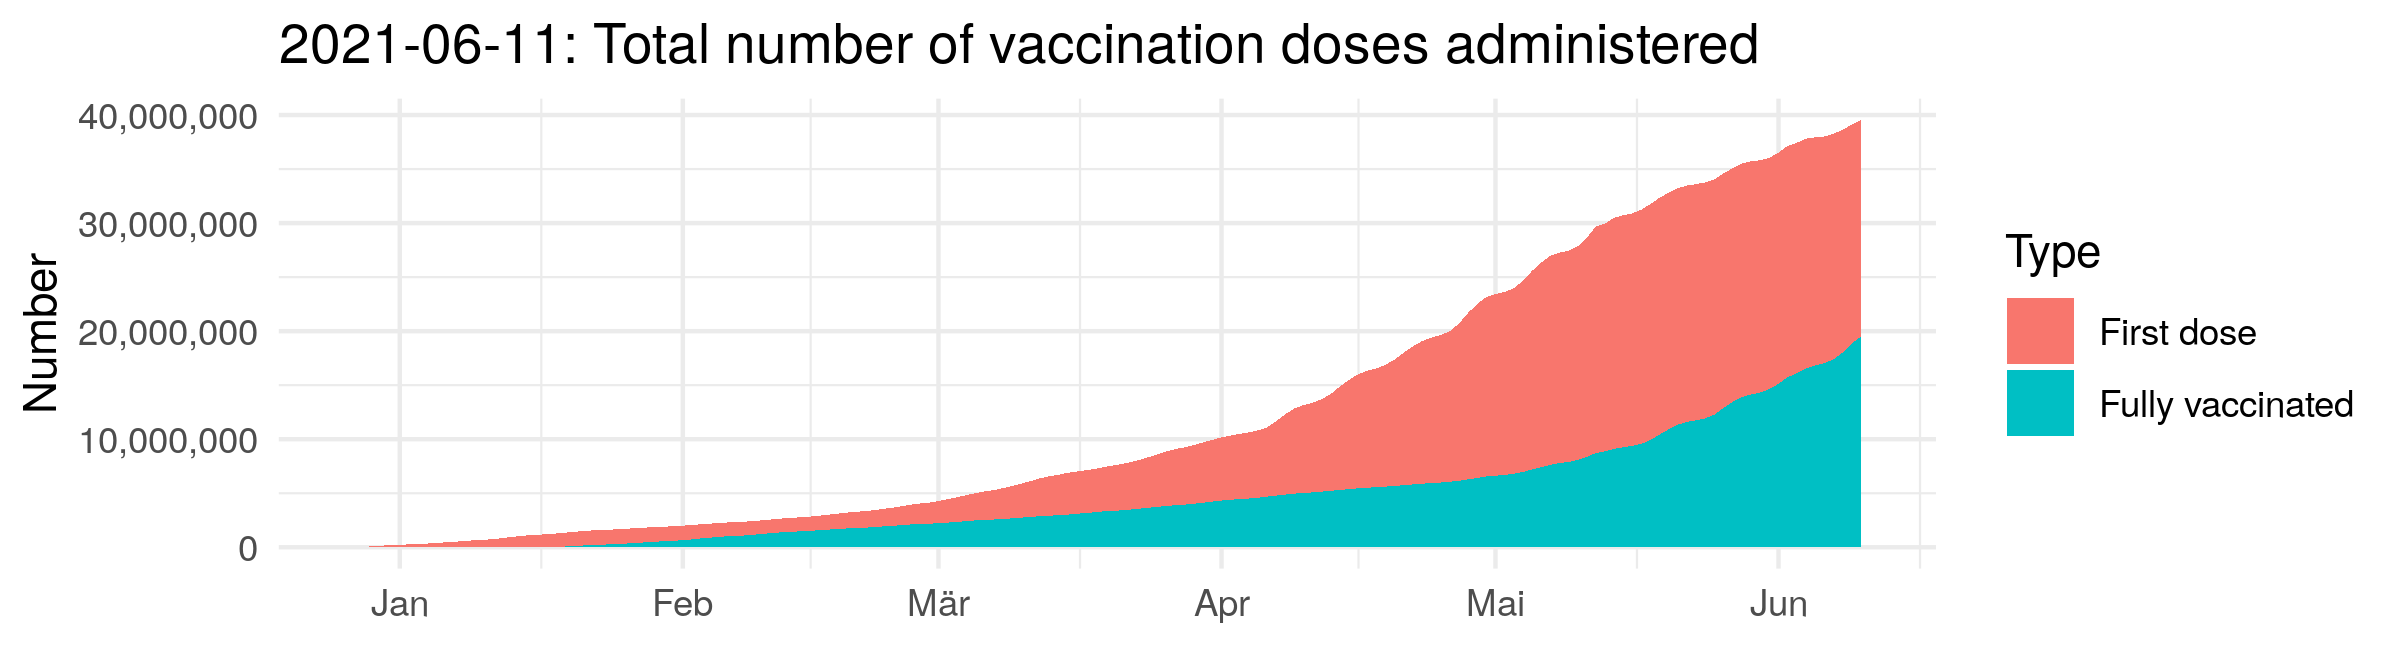 2021-06-11: Total number of vaccination doses administered
Number
40,000,000
30,000,000
20,000,000
10,000,000
0
Jan Feb Mär Apr Mai Jun
Type
First dose
Fully vaccinated